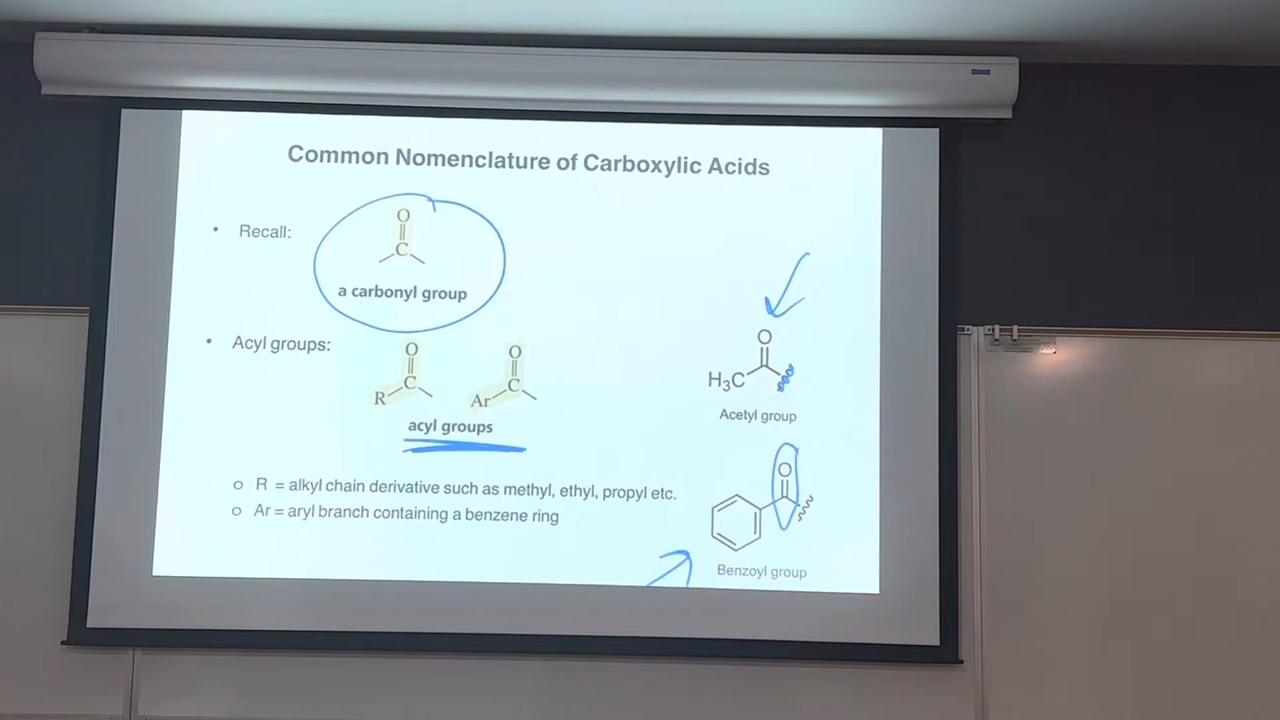 Common Nomenclature of Carboxylic Acids
• Recall:
O
C
a carbonyl group
• Acyl groups:
O O
C C
R Ar
acyl groups
o R = alkyl chain derivative such as methyl, ethyl, propyl etc.
o Ar = aryl branch containing a benzene ring
O
H₃C
Acetyl group
O
Benzoyl group